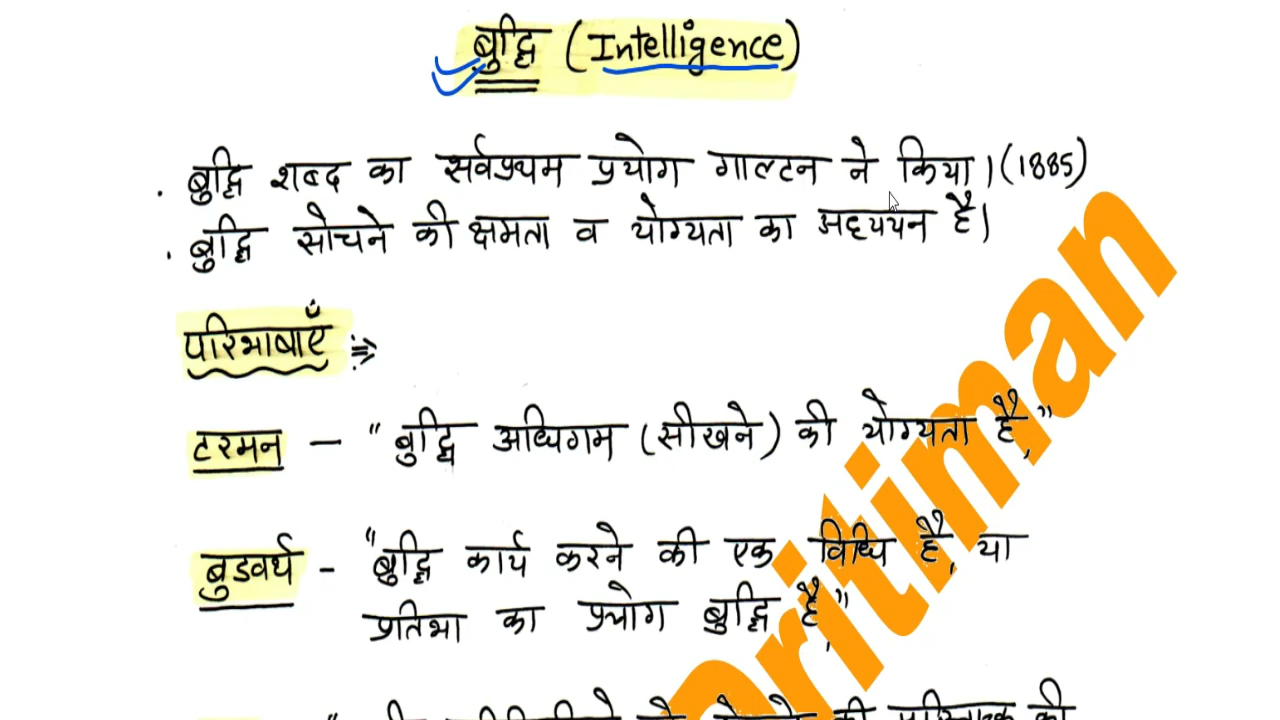 बुद्धि (Intelligence)
. बुद्धि शब्द का सर्वप्रथम प्रयोग गाल्टन ने किया। (1885)
. बुद्धि सोचने की क्षमता व योग्यता का अध्ययन है।
परिभाषाएँ ⇒
टरमन – " बुद्धि अधिगम (सीखने) की योग्यता है,"
बुडवर्थ - "बुद्धि कार्य करने की एक विधि है, या
प्रतिभा का प्रयोग बुद्धि है,"
Pritiman